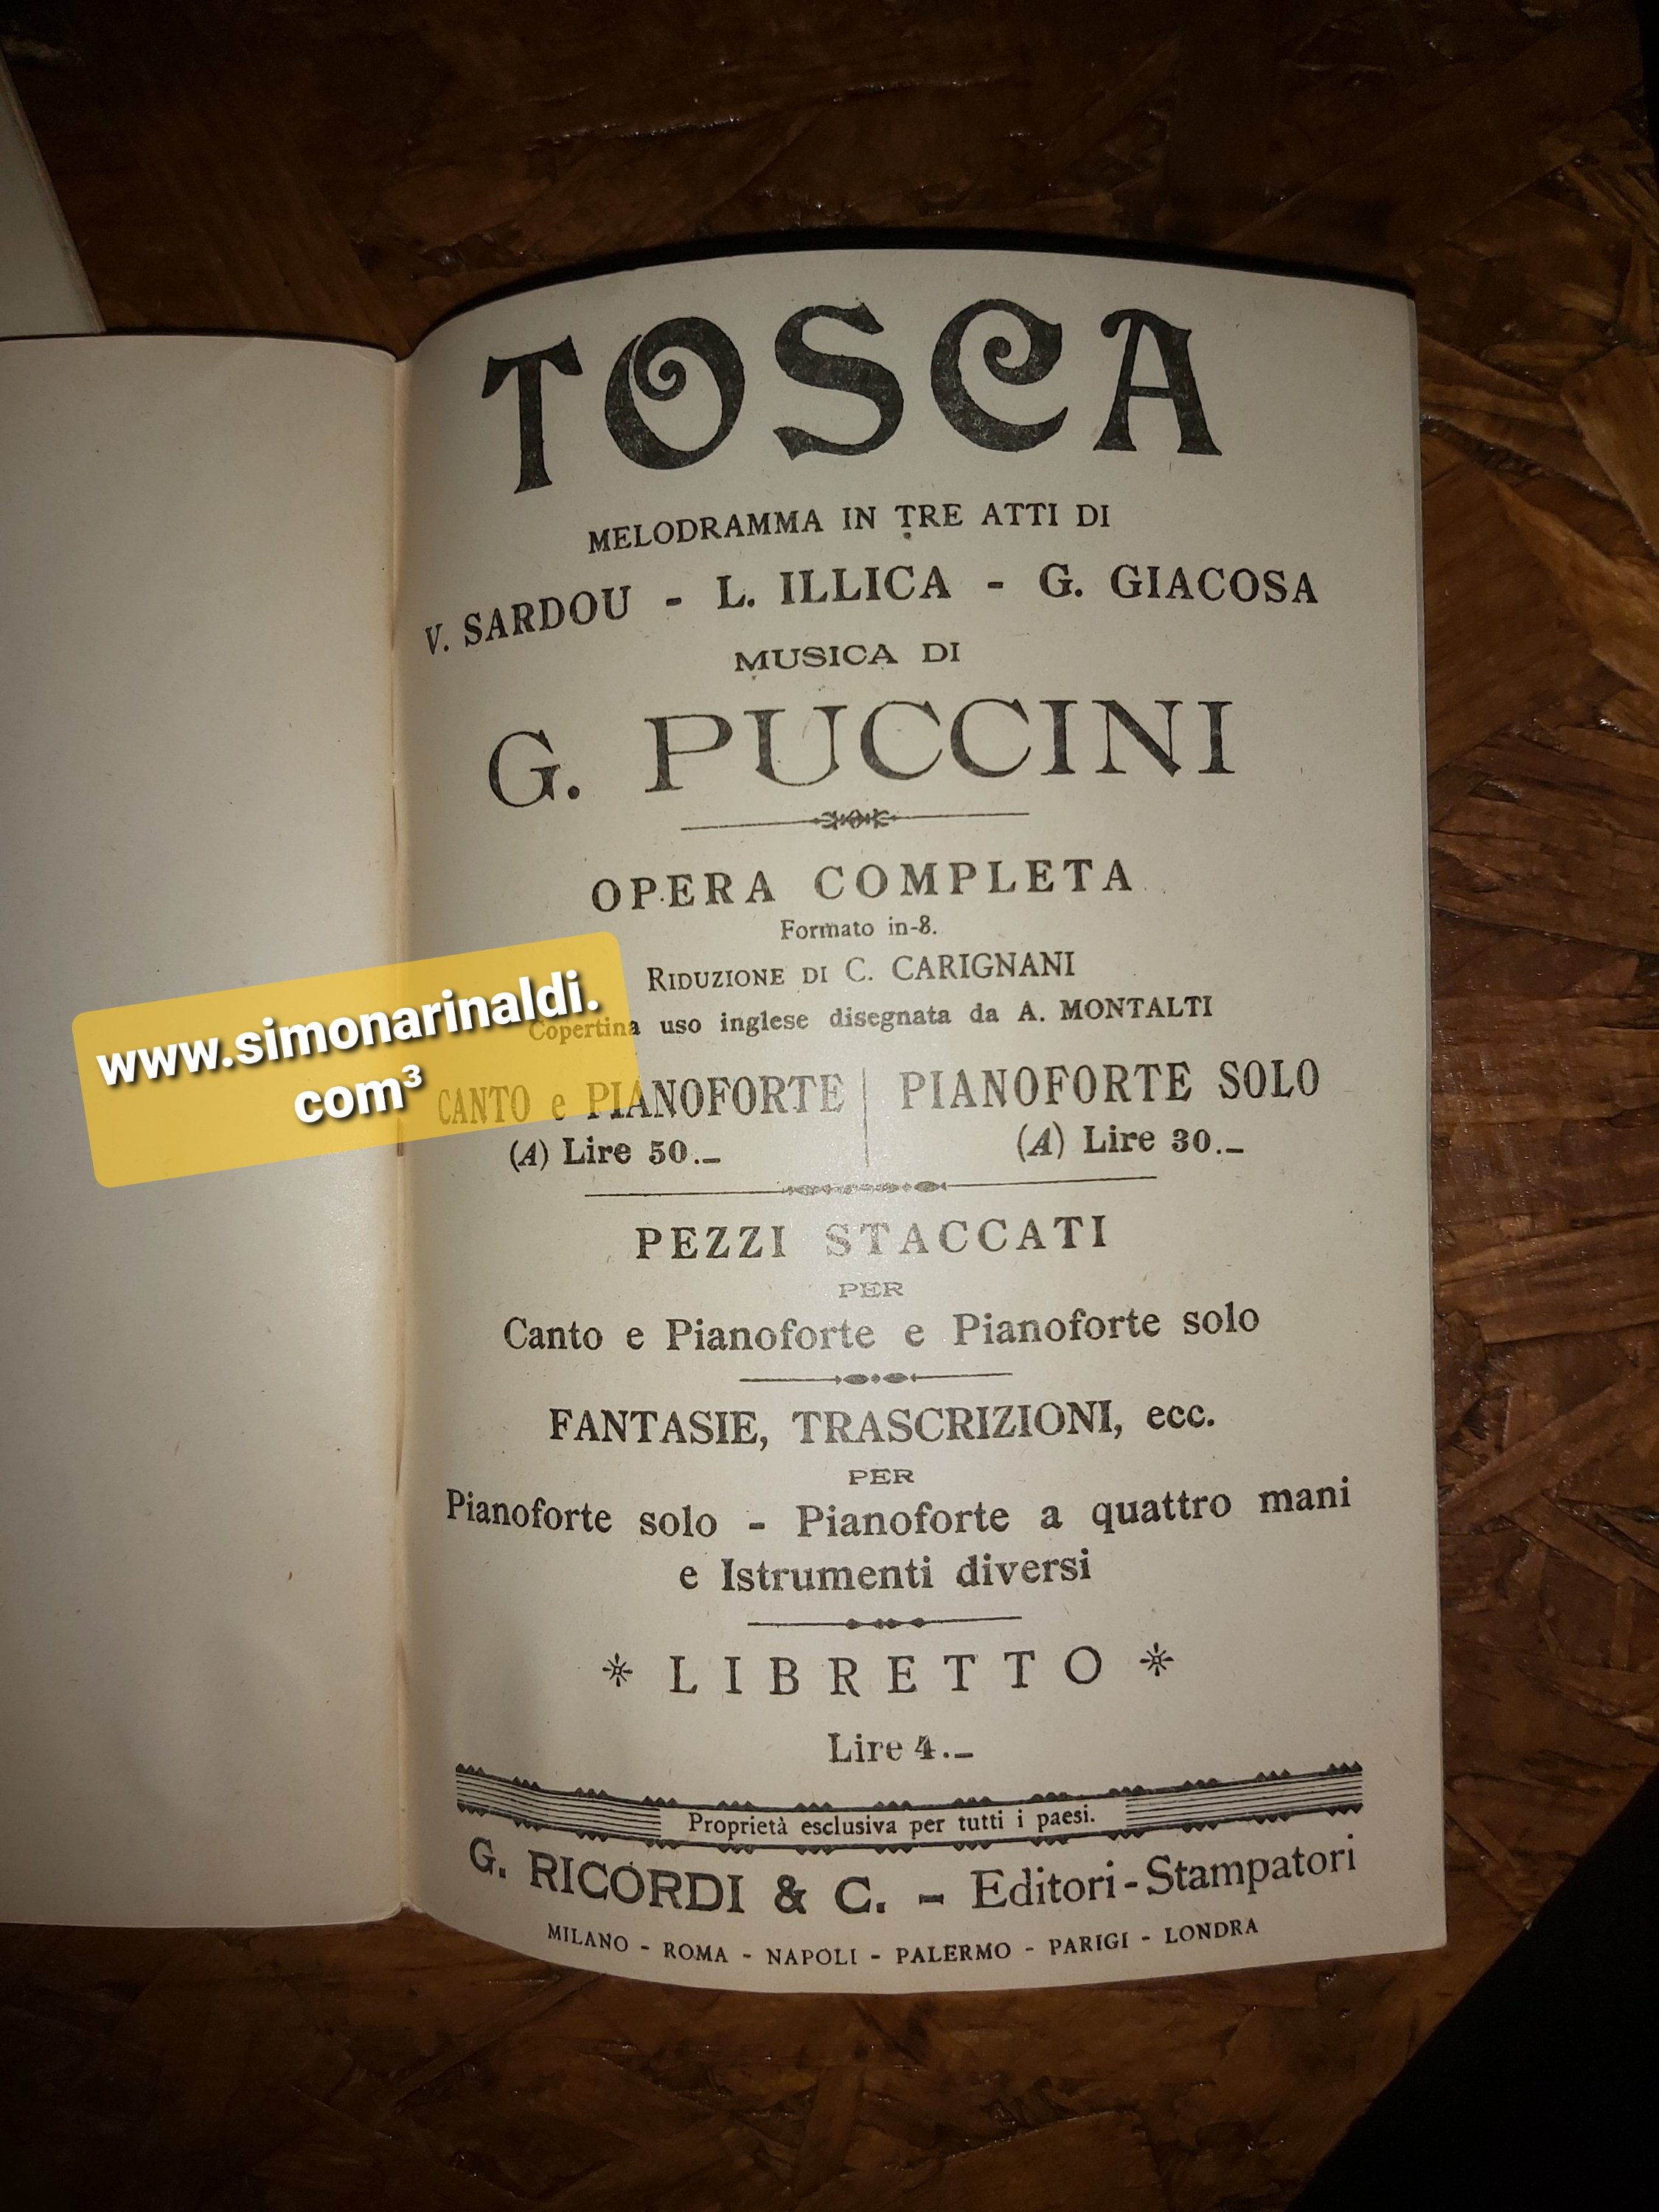 TOSCA
MELODRAMMA IN TRE ATTI DI
V. SARDOU - L. ILLICA - G. GIACOSA
MUSICA DI
G. PUCCINI
OPERA COMPLETA
Formato in-8.
RIDUZIONE DI C. CARIGNANI
Copertina uso inglese disegnata da A. MONTALTI
www.simonarinaldi.
com³
CANTO e PIANOFORTE
(A) Lire 50.–
PIANOFORTE SOLO
(A) Lire 30.–
PEZZI STACCATI
PER
Canto e Pianoforte e Pianoforte solo
FANTASIE, TRASCRIZIONI, ecc.
PER
Pianoforte solo - Pianoforte a quattro mani
e Istrumenti diversi
LIBRETTO
Lire 4.–
Proprietà esclusiva per tutti i paesi.
G. RICORDI & C. – Editori-Stampatori
MILANO - ROMA - NAPOLI - PALERMO - PARIGI - LONDRA